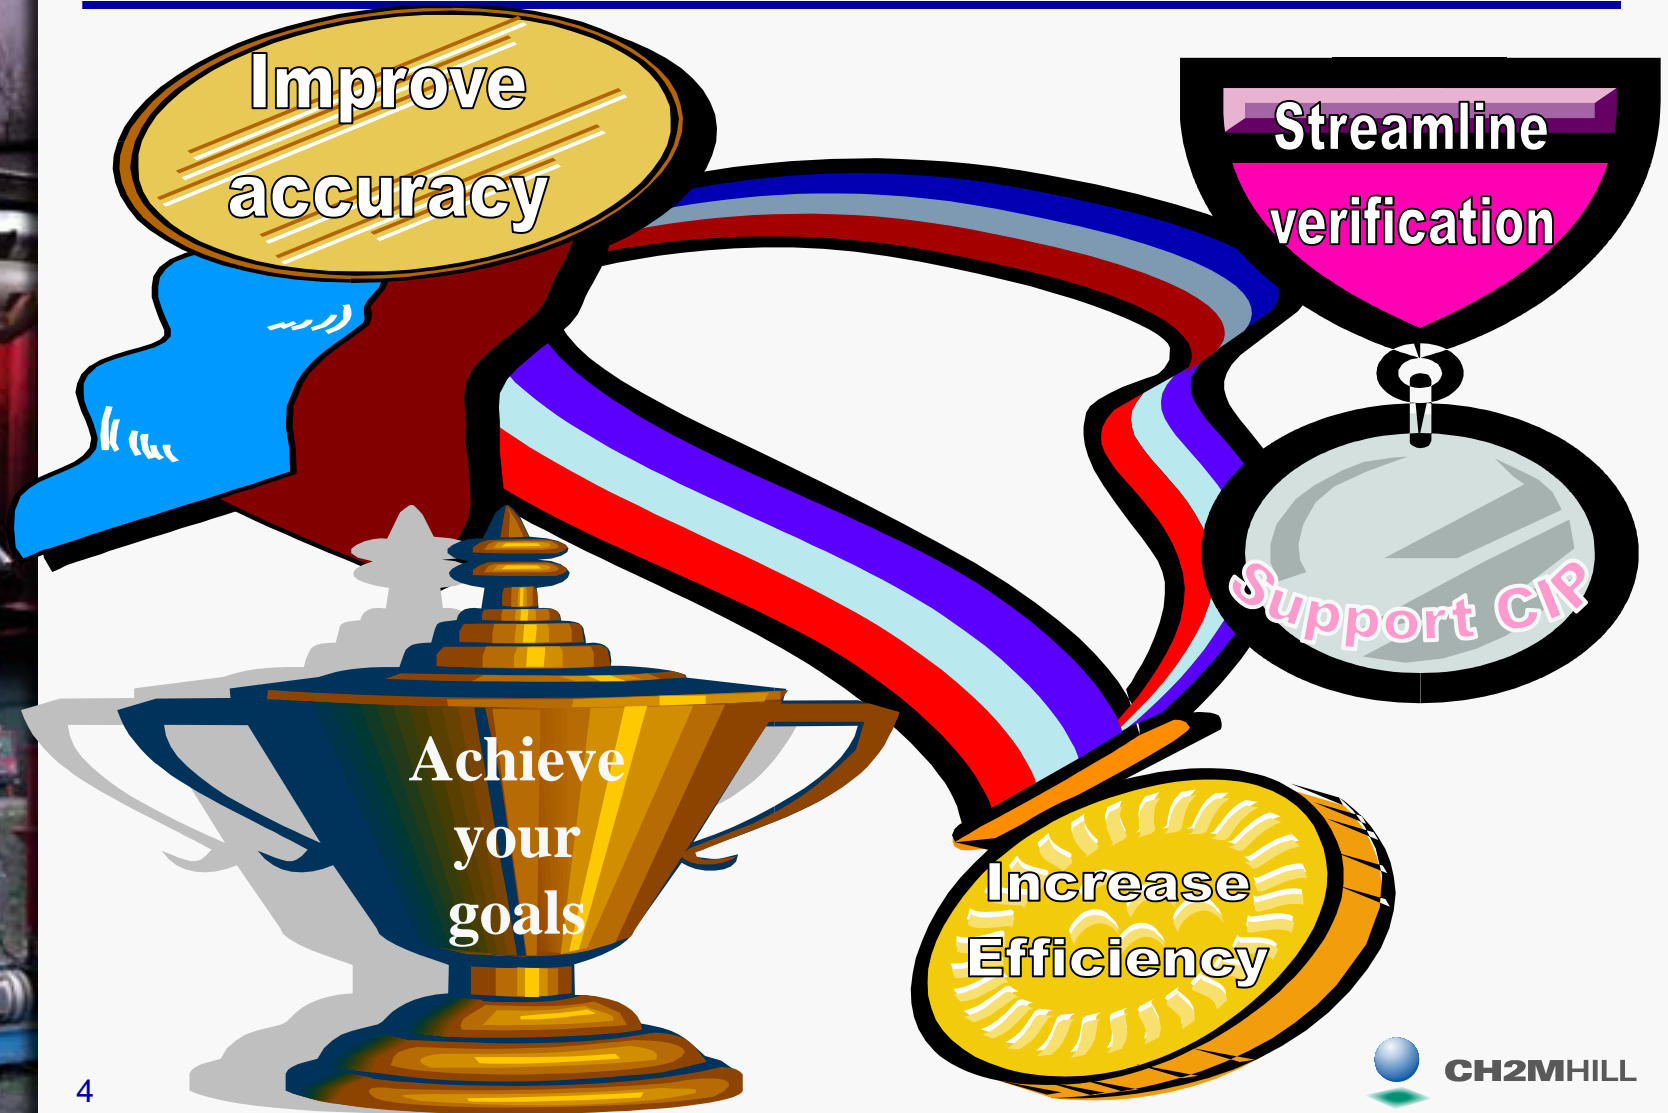 Improve
accuracy
Streamline
verification
Support CIP
Achieve
your
goals
Increase
Efficiency
4
CH2MHILL